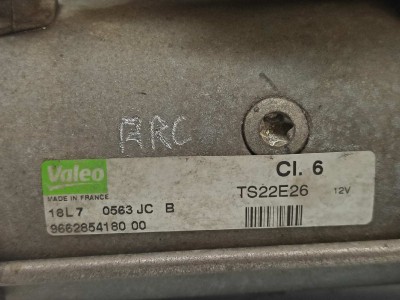 ARC
Valeo
MADE IN FRANCE
Cl. 6
TS22E26 12V
18L7 0563 JC B
9662854180 00